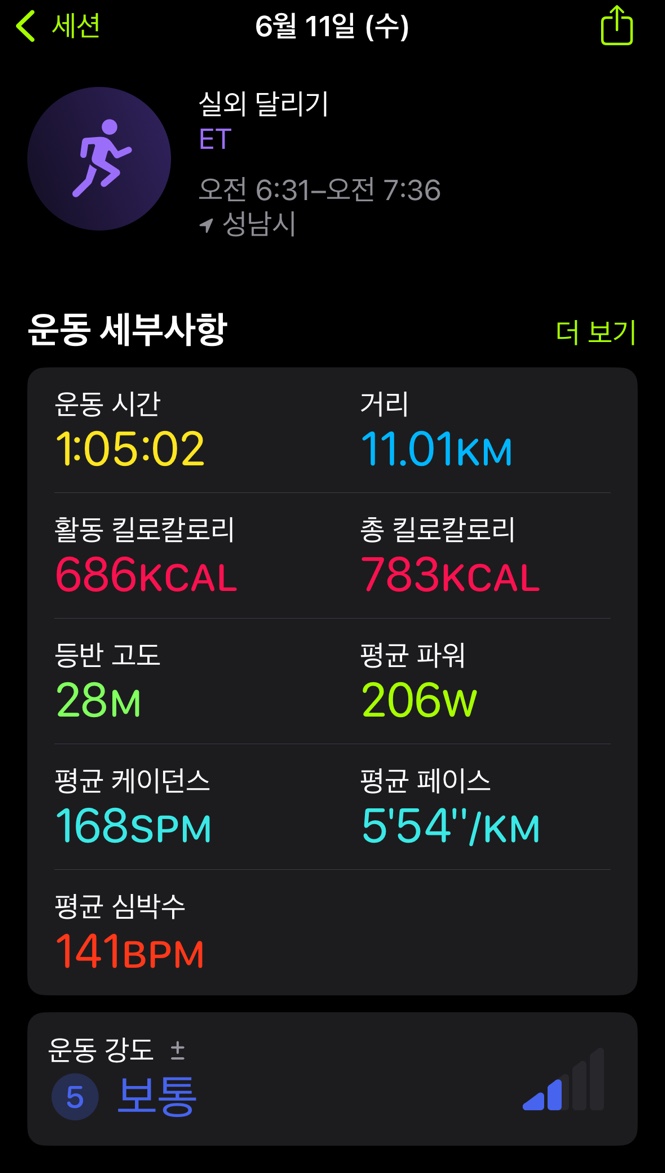 세션
6월 11일 (수)
실외 달리기
ET
오전 6:31–오전 7:36
성남시
운동 세부사항
더 보기
운동 시간
거리
1:05:02
11.01KM
활동 킬로칼로리
총 킬로칼로리
686KCAL
783KCAL
등반 고도
평균 파워
28M
206W
평균 케이던스
평균 페이스
168SPM
5'54''/KM
평균 심박수
141BPM
운동 강도 ±
5 보통